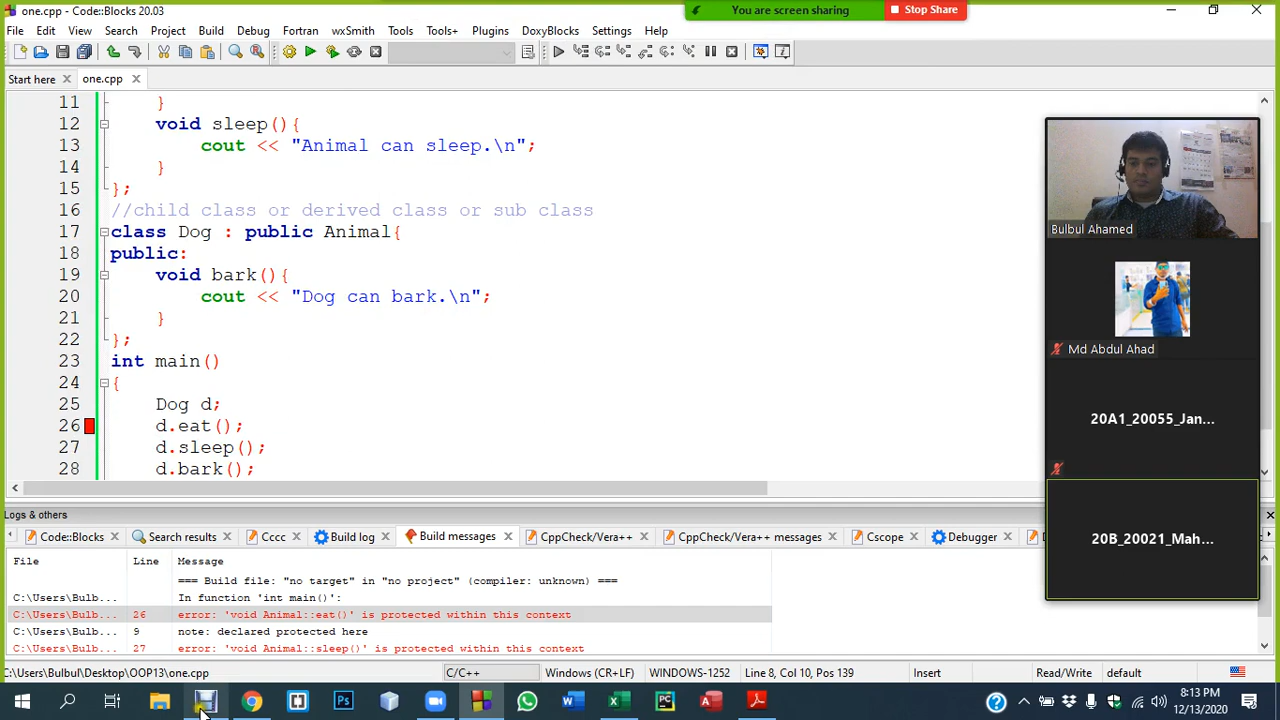 one.cpp - Code::Blocks 20.03
You are screen sharing
Stop Share
File Edit View Search Project Build Debug Fortran wxSmith Tools Tools+ Plugins DoxyBlocks Settings Help
Start here
one.cpp
11 }
12 void sleep(){
13 cout << "Animal can sleep.\n";
14 }
15 };
16 //child class or derived class or sub class
17 class Dog : public Animal{
18 public:
19 void bark(){
20 cout << "Dog can bark.\n";
21 }
22 };
23 int main()
24 {
25 Dog d;
26 d.eat();
27 d.sleep();
28 d.bark();
Bulbul Ahamed
Md Abdul Ahad
20A1_20055_Jan...
20B_20021_Mah...
Logs & others
Code::Blocks Search results Cccc Build log Build messages CppCheck/Vera++ CppCheck/Vera++ messages Cscope Debugger
File Line Message
=== Build file: "no target" in "no project" (compiler: unknown) ===
C:\Users\Bulb... In function 'int main()':
C:\Users\Bulb... 26 error: 'void Animal::eat()' is protected within this context
C:\Users\Bulb... 9 note: declared protected here
C:\Users\Bulb... 27 error: 'void Animal::sleep()' is protected within this context
C:\Users\Bulbul\Desktop\OOP13\one.cpp C/C++ Windows (CR+LF) WINDOWS-1252 Line 8, Col 10, Pos 139 Insert Read/Write default
8:13 PM
12/13/2020